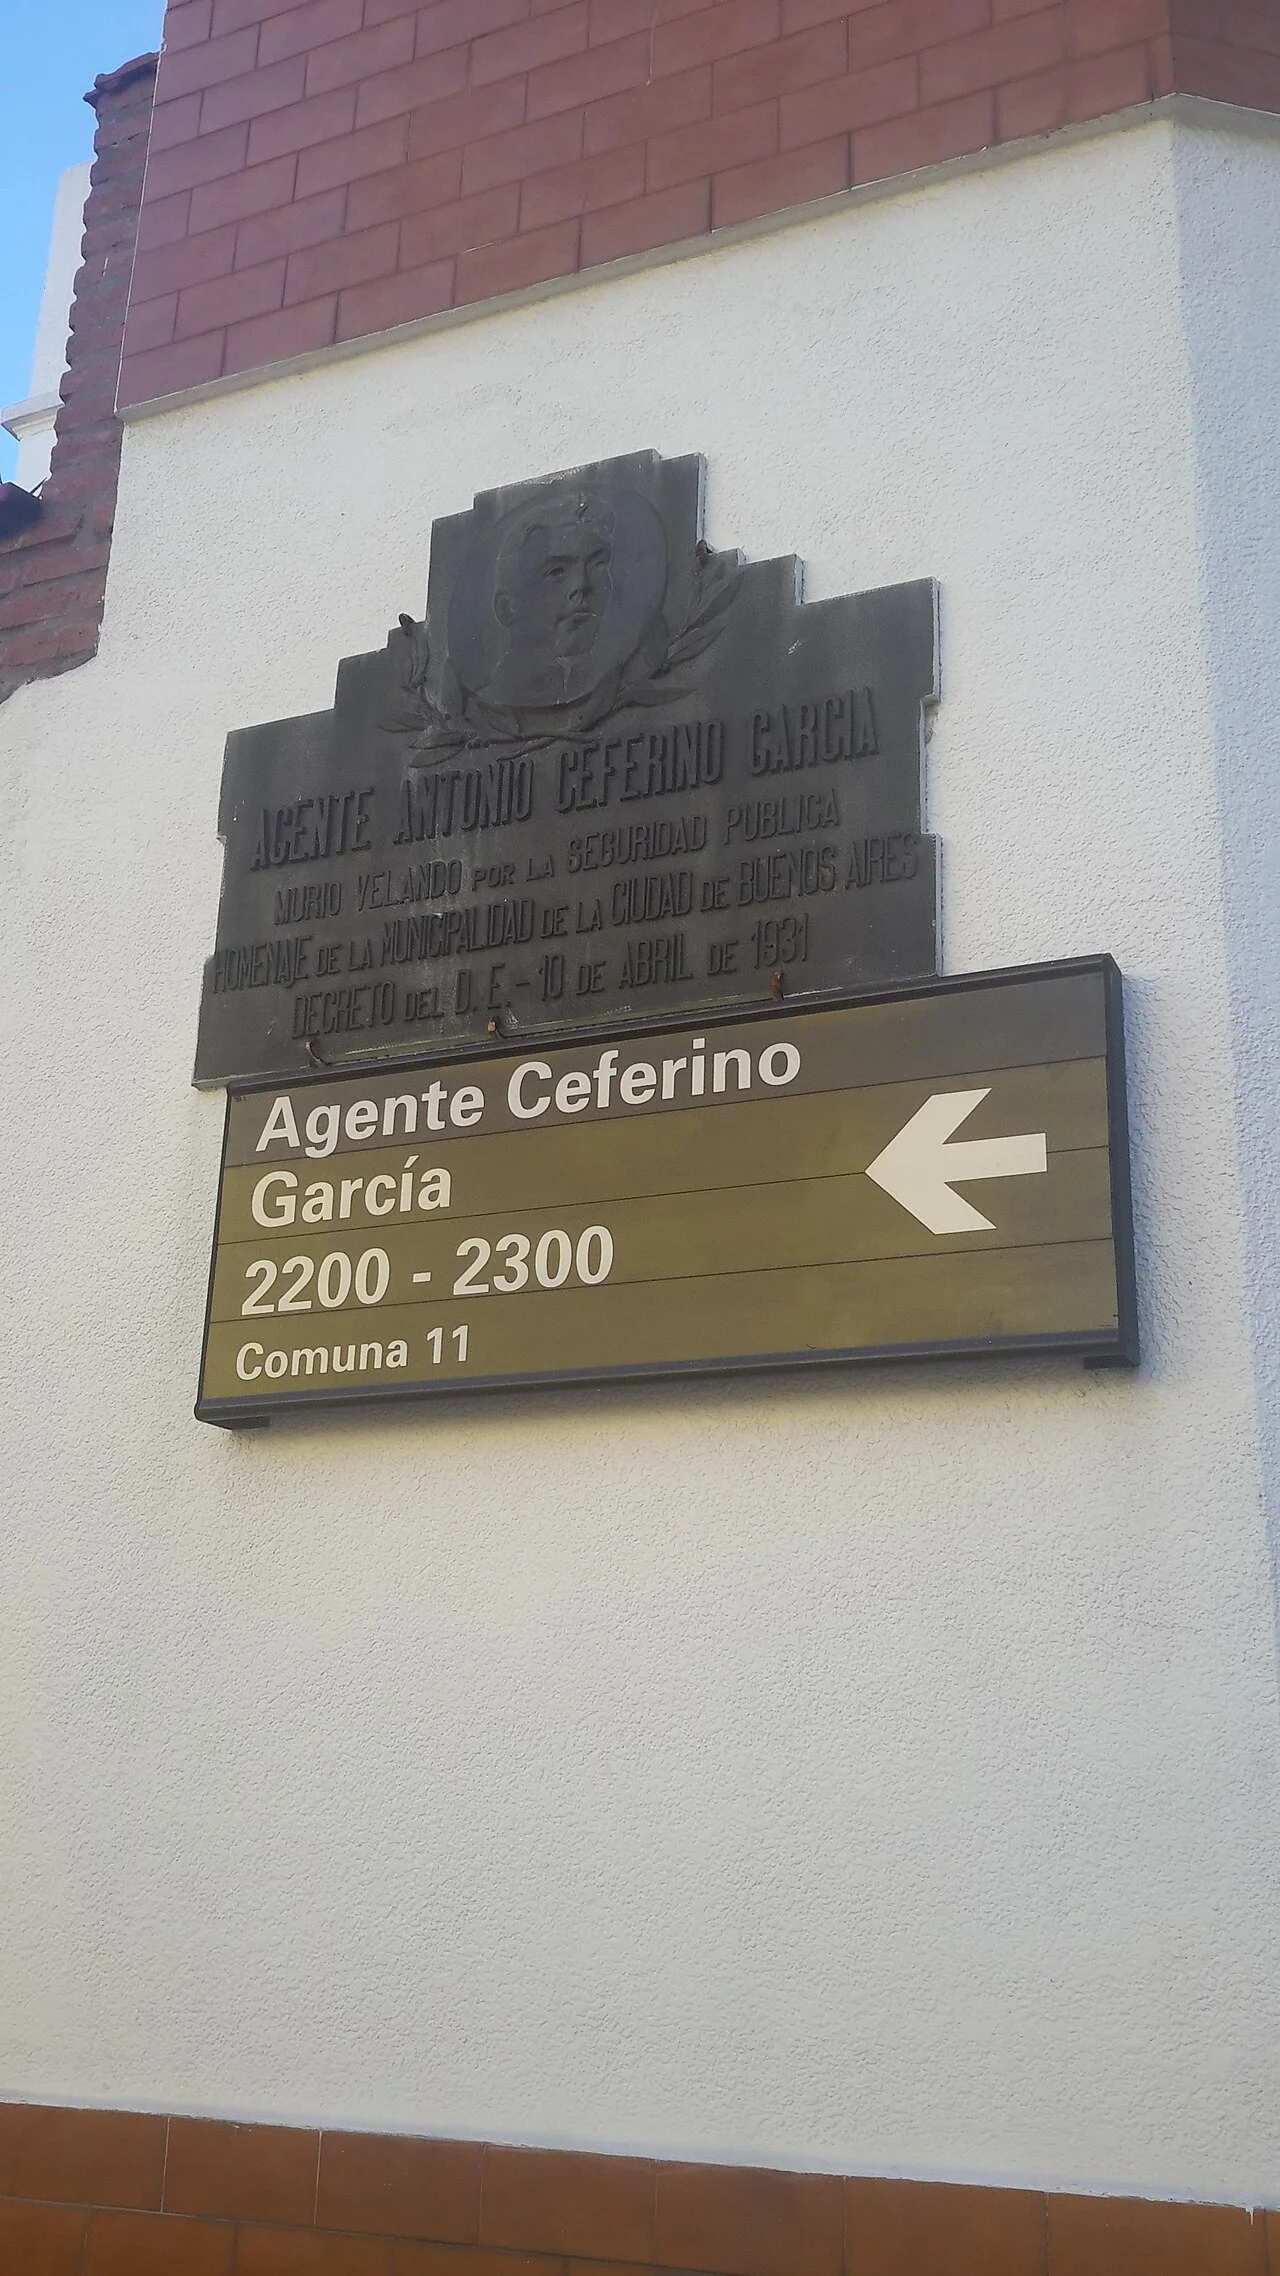 AGENTE ANTONIO CEFERINO GARCIA
MURIO VELANDO POR LA SEGURIDAD PUBLICA
HOMENAJE DE LA MUNICIPALIDAD DE LA CIUDAD DE BUENOS AIRES
DECRETO DEL D. E. - 10 DE ABRIL DE 1931
Agente Ceferino
García
2200 - 2300
Comuna 11